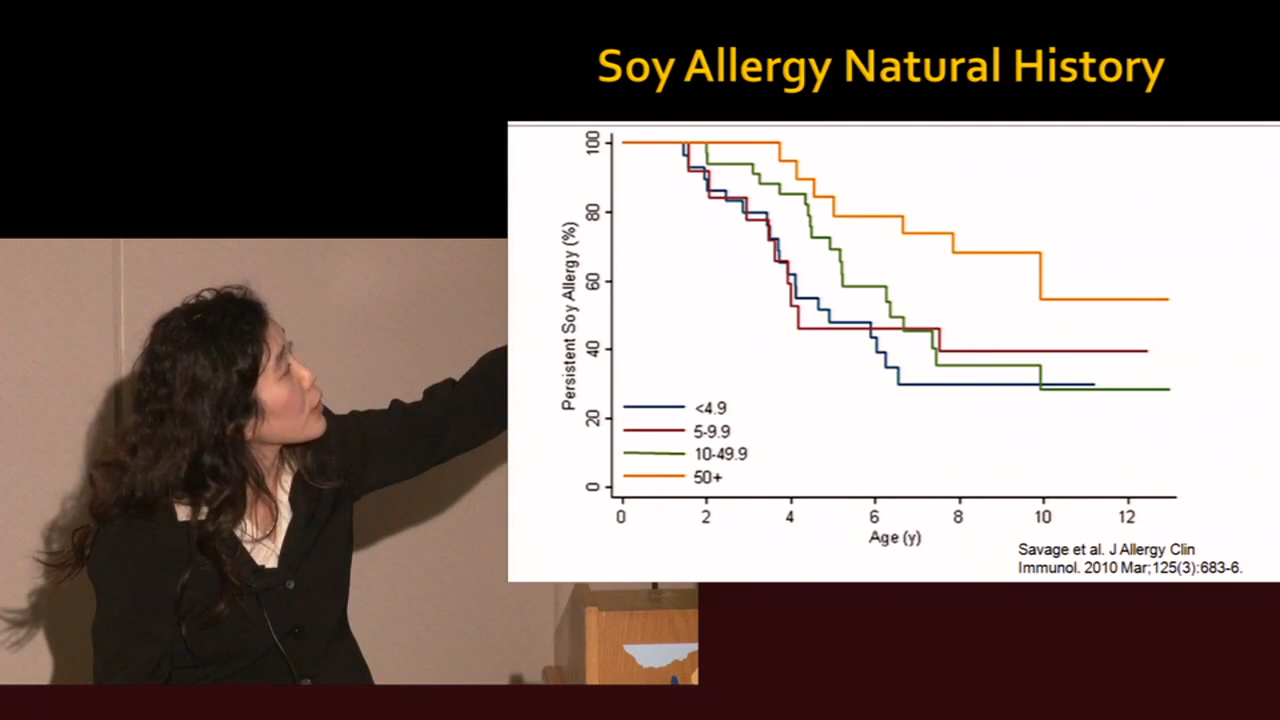 Soy Allergy Natural History
Persistent Soy Allergy (%)
100
80
60
40
20
0
<4.9
5-9.9
10-49.9
50+
0 2 4 6 8 10 12
Age (y)
Savage et al. J Allergy Clin
Immunol. 2010 Mar;125(3):683-6.